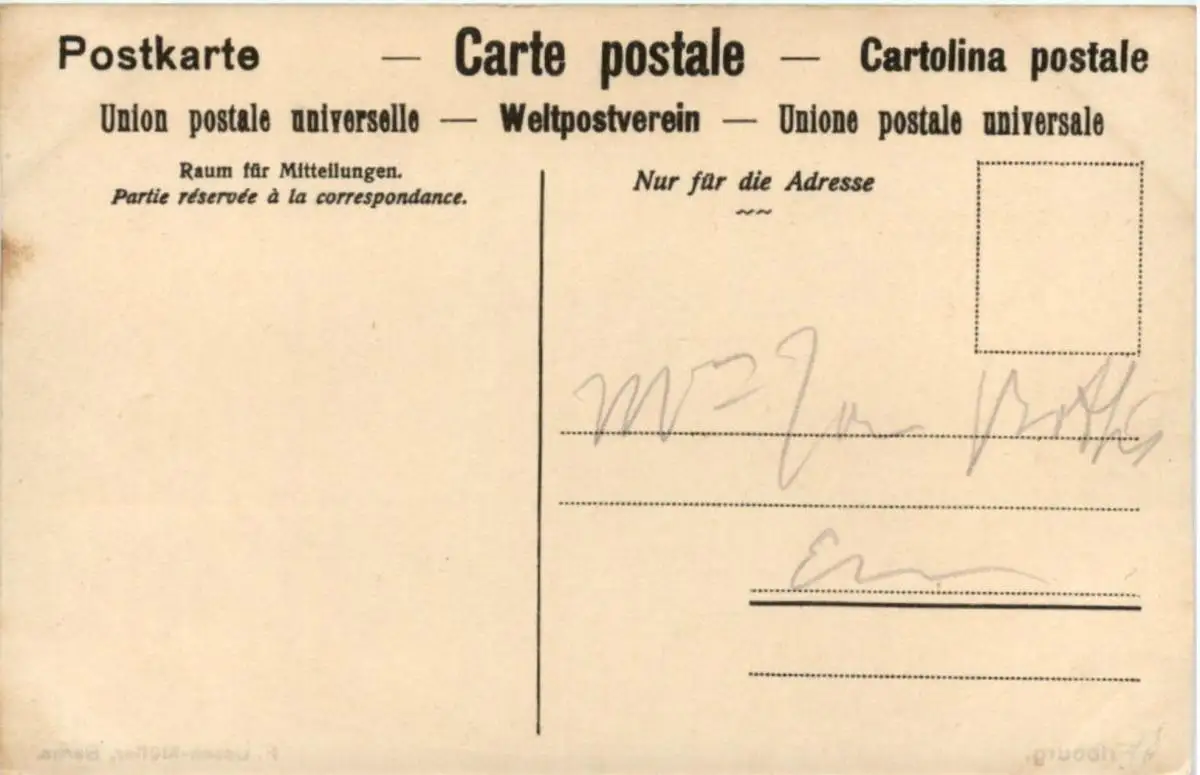 Postkarte — Carte postale — Cartolina postale
Union postale universelle — Weltpostverein — Unione postale universale
Raum für Mitteilungen.
Partie réservée à la correspondance.
Nur für die Adresse